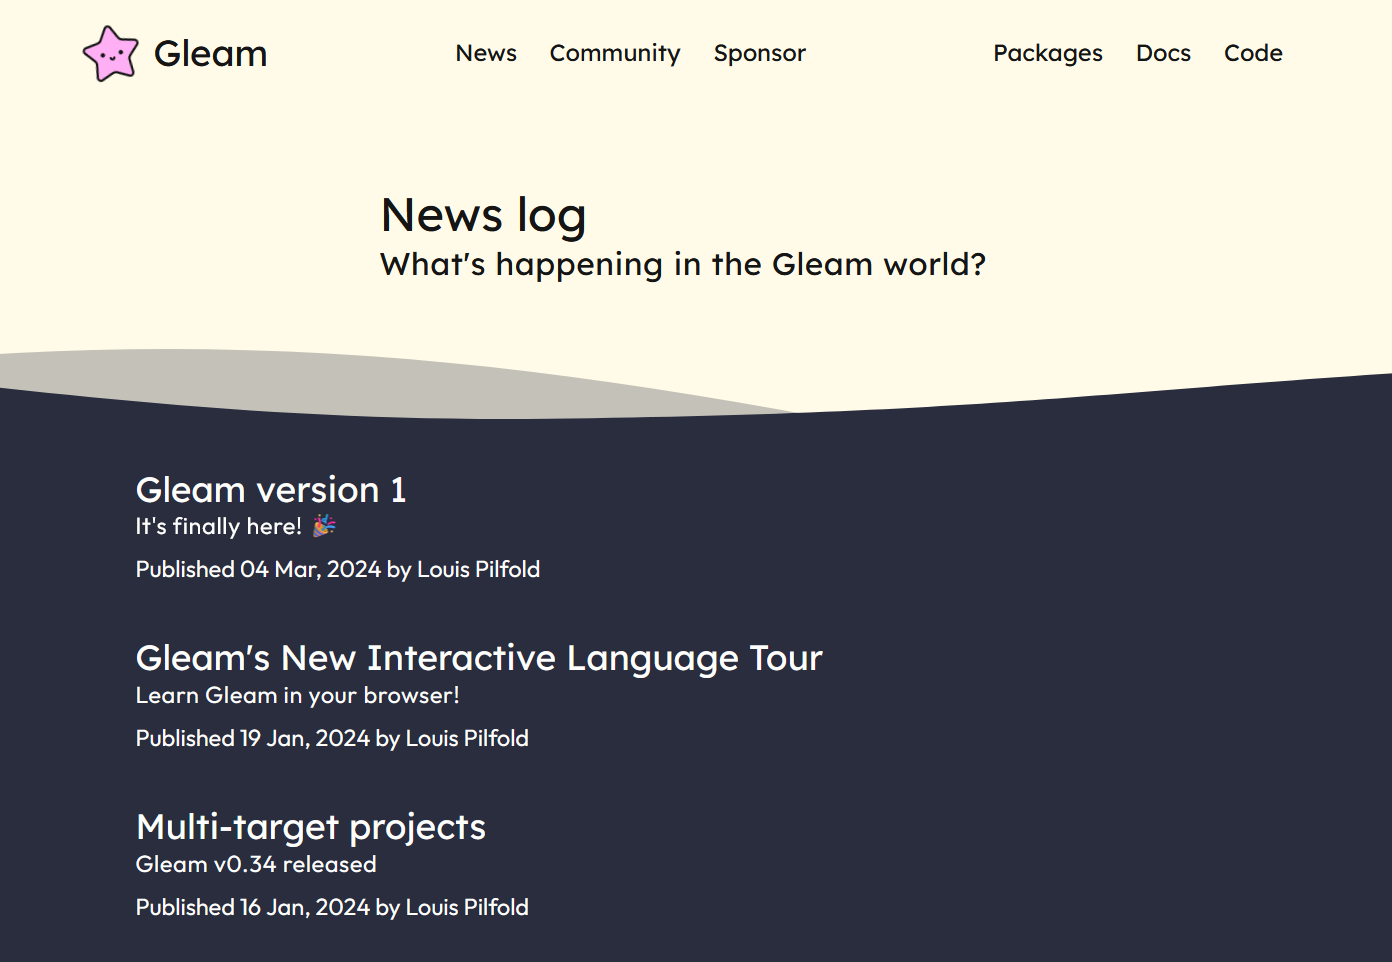 Gleam
News Community Sponsor
Packages Docs Code
News log
What's happening in the Gleam world?
Gleam version 1
It's finally here! 🎉
Published 04 Mar, 2024 by Louis Pilfold
Gleam's New Interactive Language Tour
Learn Gleam in your browser!
Published 19 Jan, 2024 by Louis Pilfold
Multi-target projects
Gleam v0.34 released
Published 16 Jan, 2024 by Louis Pilfold